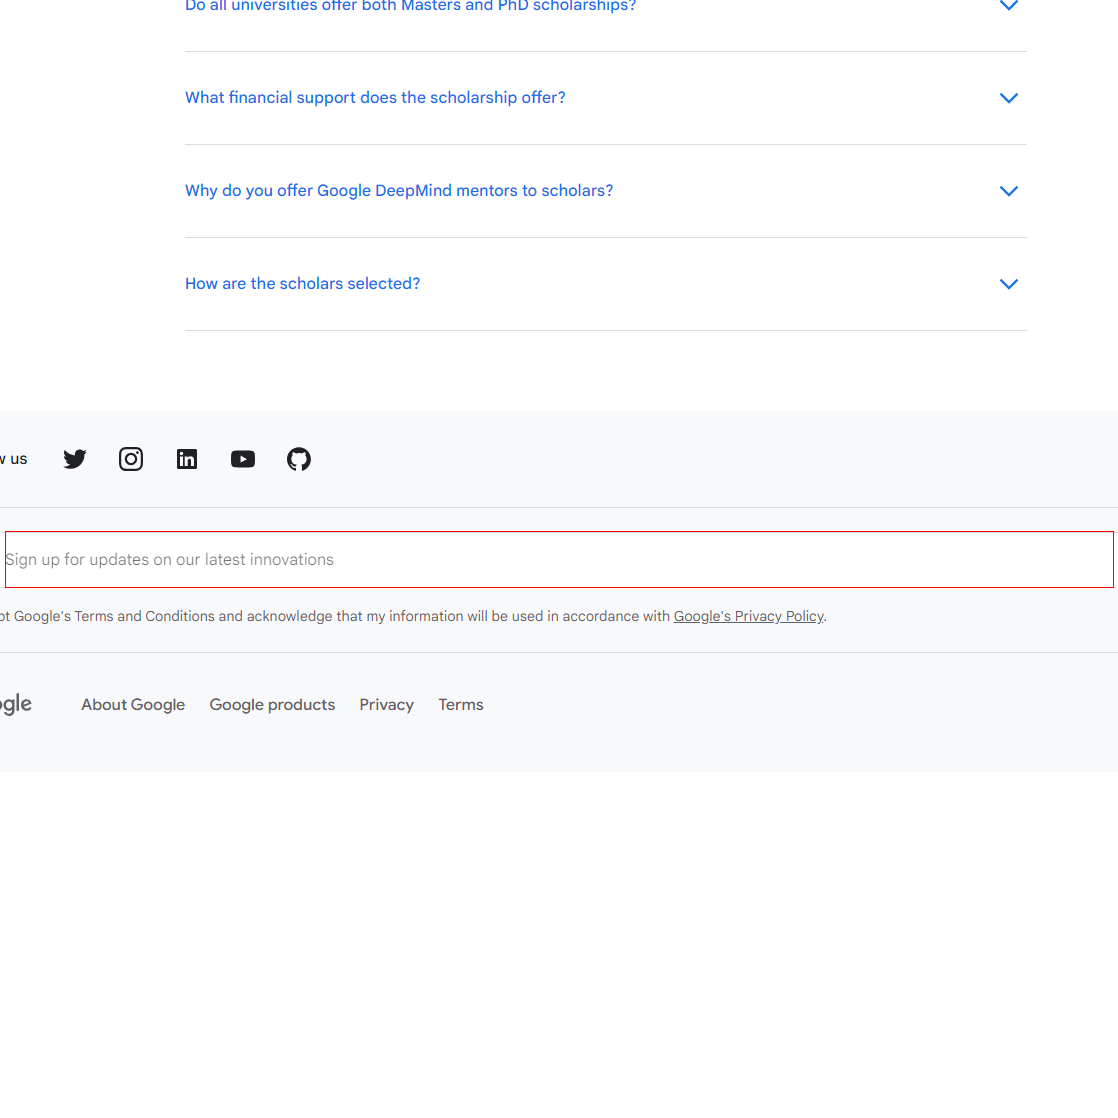 Do all universities offer both Masters and PhD scholarships?
What financial support does the scholarship offer?
Why do you offer Google DeepMind mentors to scholars?
How are the scholars selected?
us
Sign up for updates on our latest innovations
Google's Terms and Conditions and acknowledge that my information will be used in accordance with Google's Privacy Policy.
About Google Google products Privacy Terms